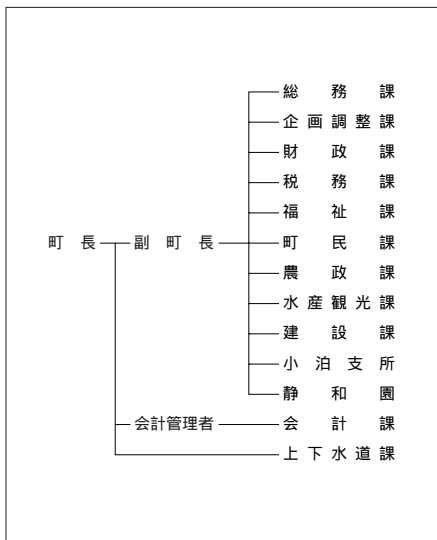 総務課
企画調整課
財政課
税務課
福祉課
町長 副町長 町民課
農政課
水産観光課
建設課
小泊支所
静和園
会計管理者 会計課
上下水道課